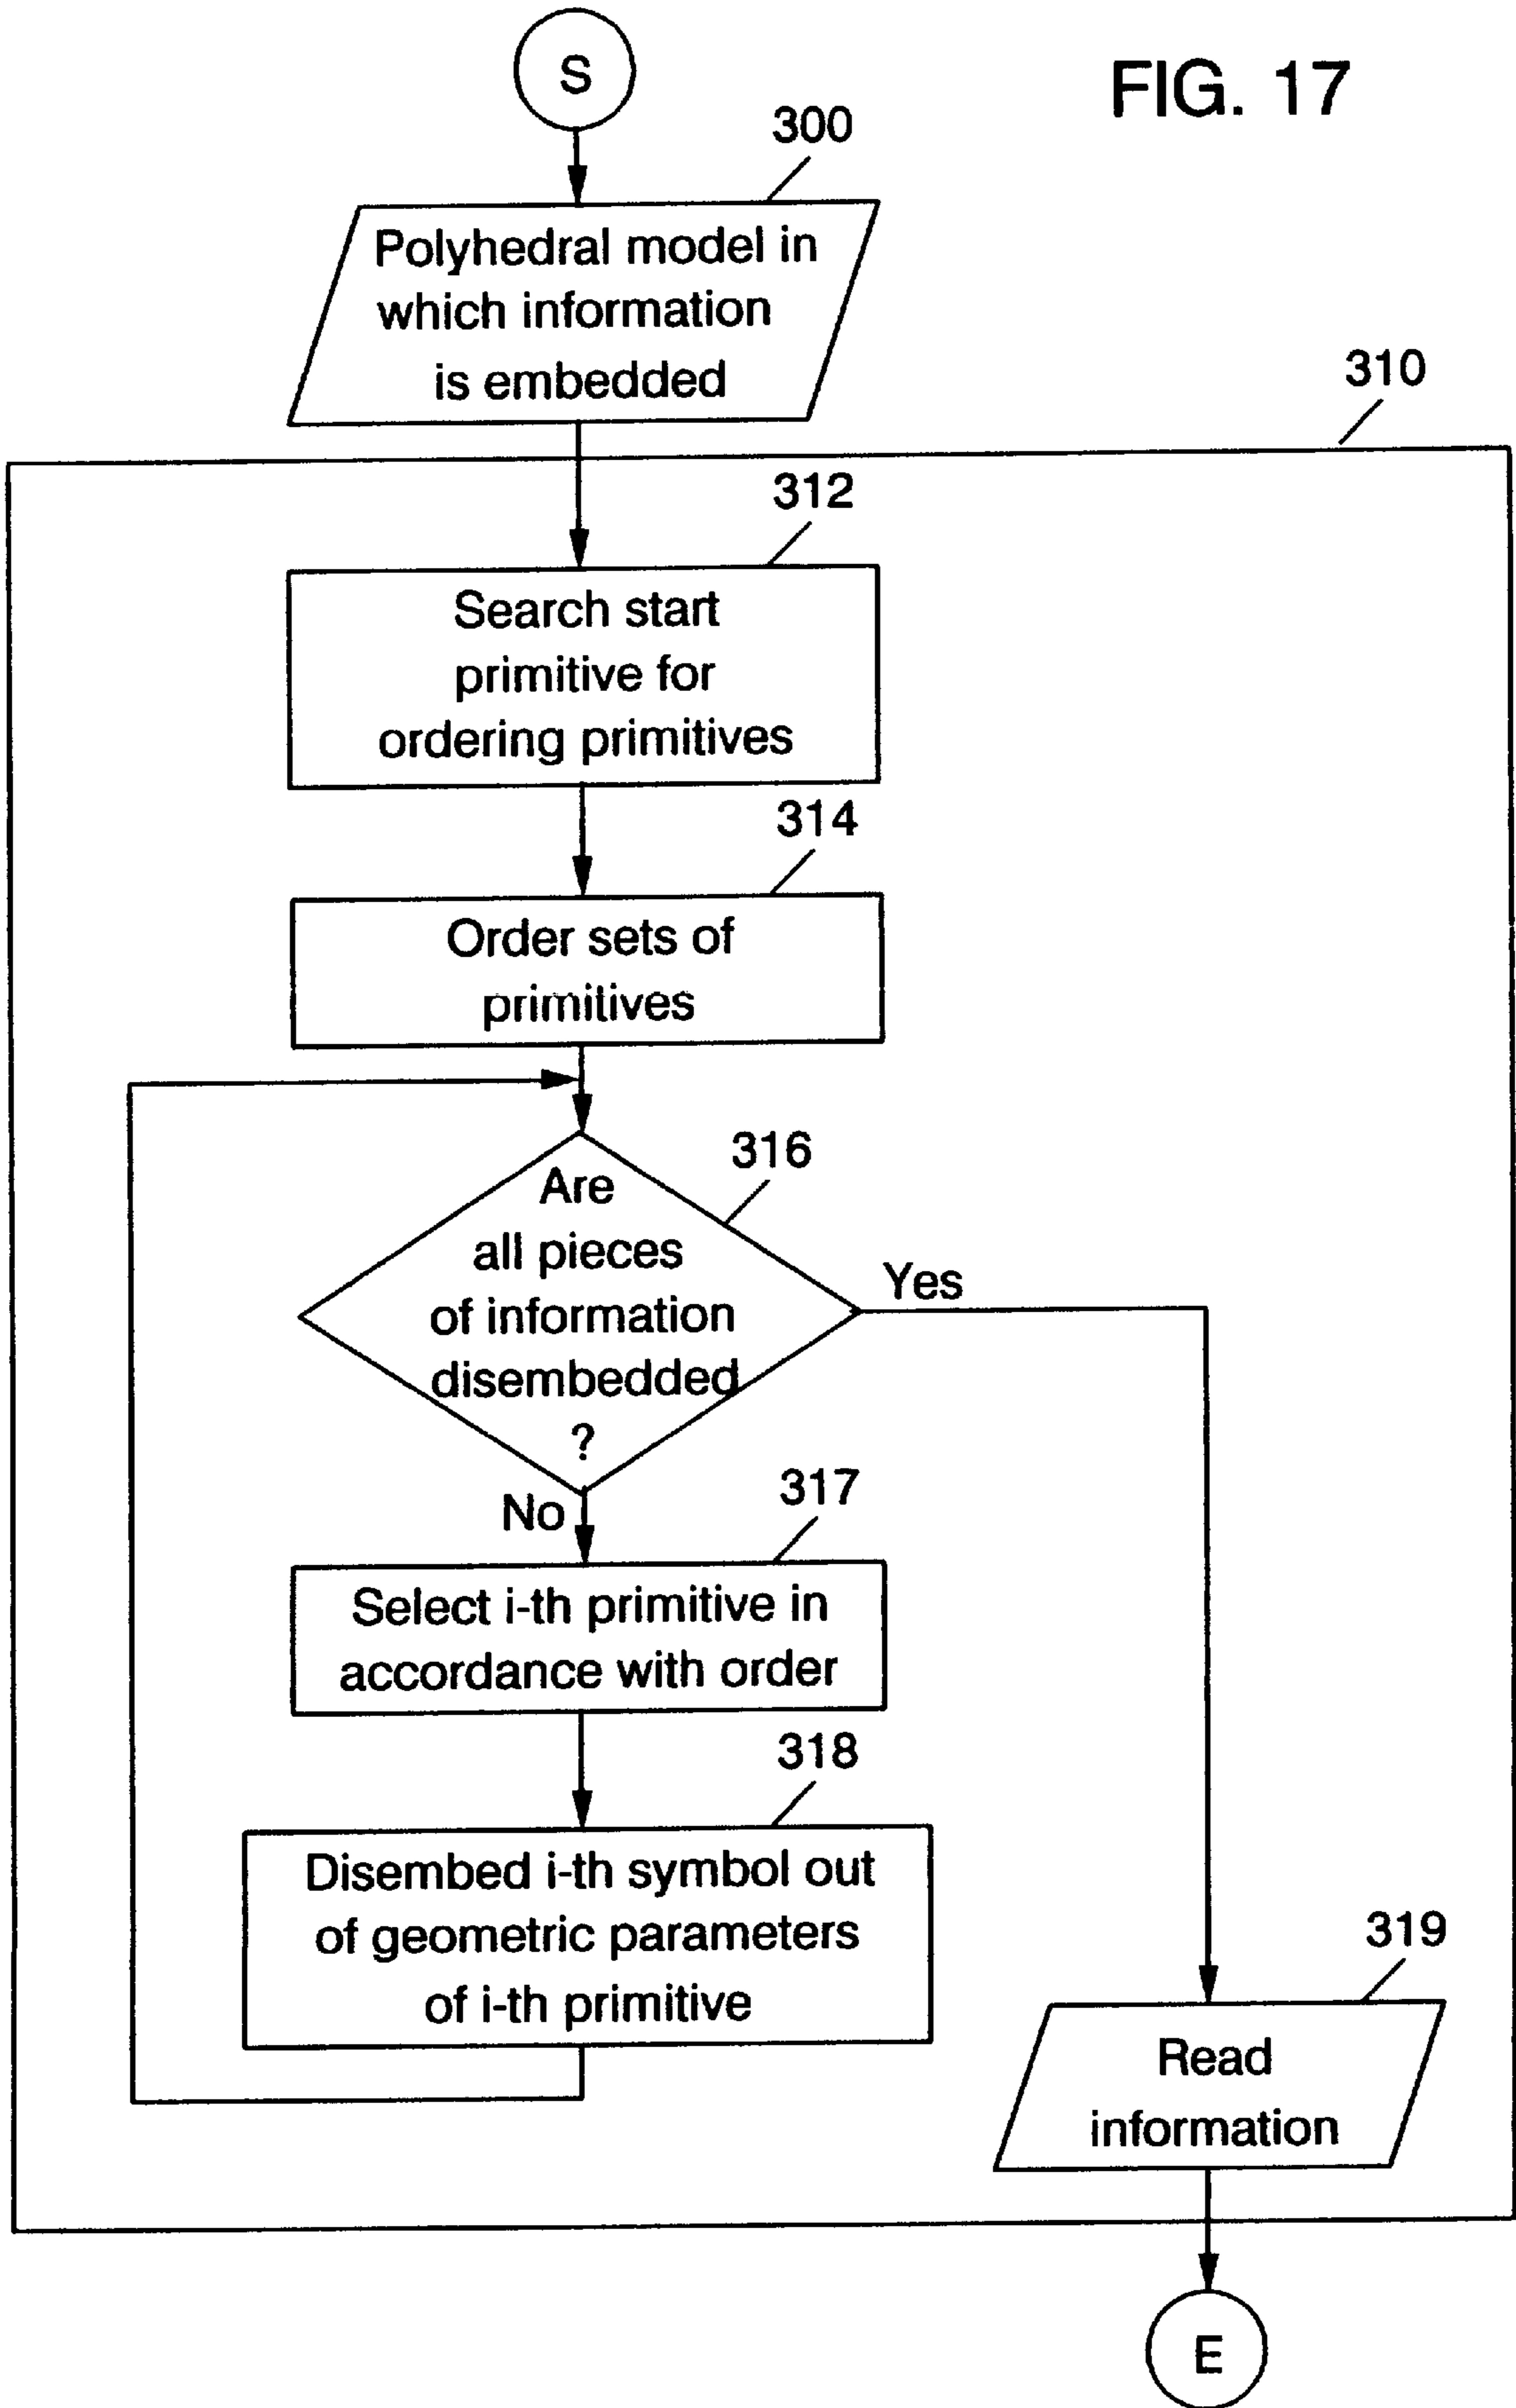 S
FIG. 17
300
Polyhedral model in
which information
is embedded
310
312
Search start
primitive for
ordering primitives
314
Order sets of
primitives
316
Are
all pieces
of information
disembedded
?
Yes
No
317
Select i-th primitive in
accordance with order
318
Disembed i-th symbol out
of geometric parameters
of i-th primitive
319
Read
information
E